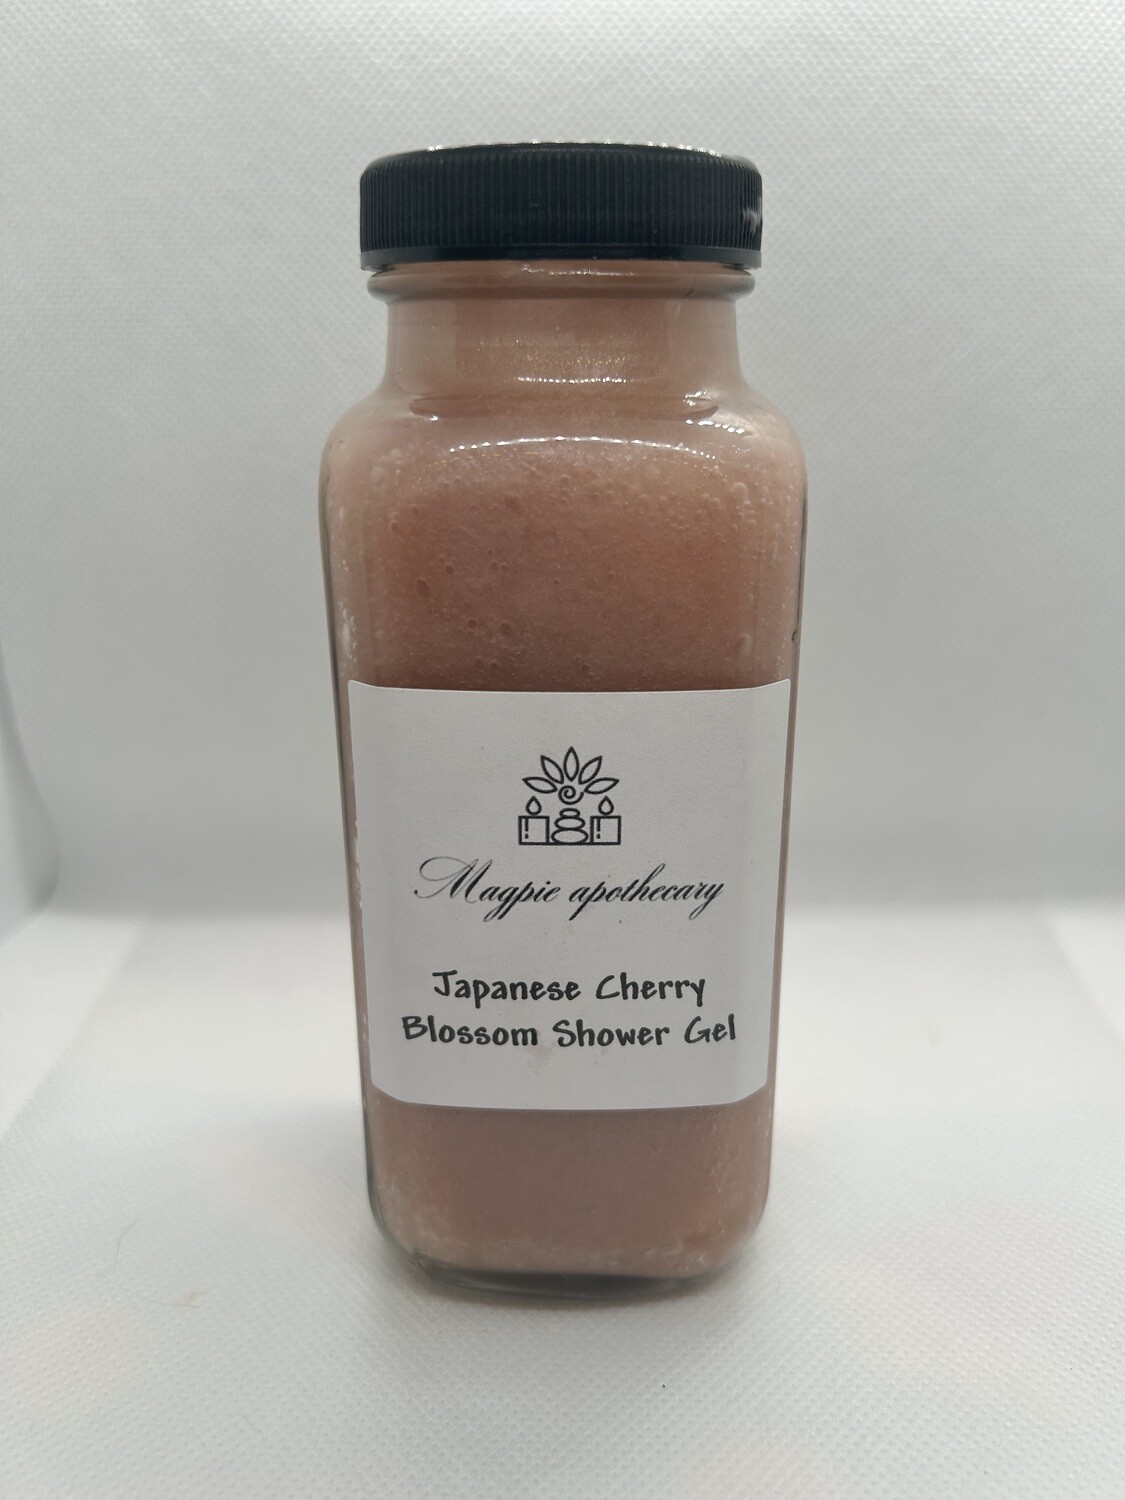 Magpie apothecary
Japanese Cherry
Blossom Shower Gel